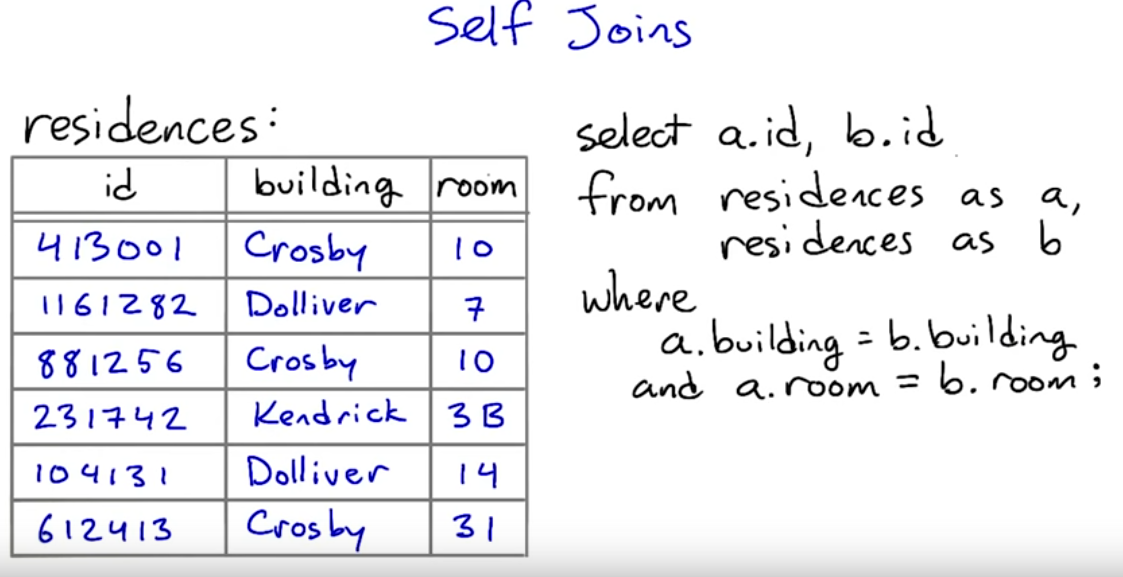 Self Joins
residences:
id building room
413001 Crosby 10
1161282 Dolliver 7
881256 Crosby 10
231742 Kendrick 3B
104131 Dolliver 14
612413 Crosby 31
select a.id, b.id
from residences as a,
residences as b
where
a.building = b.building
and a.room = b.room;